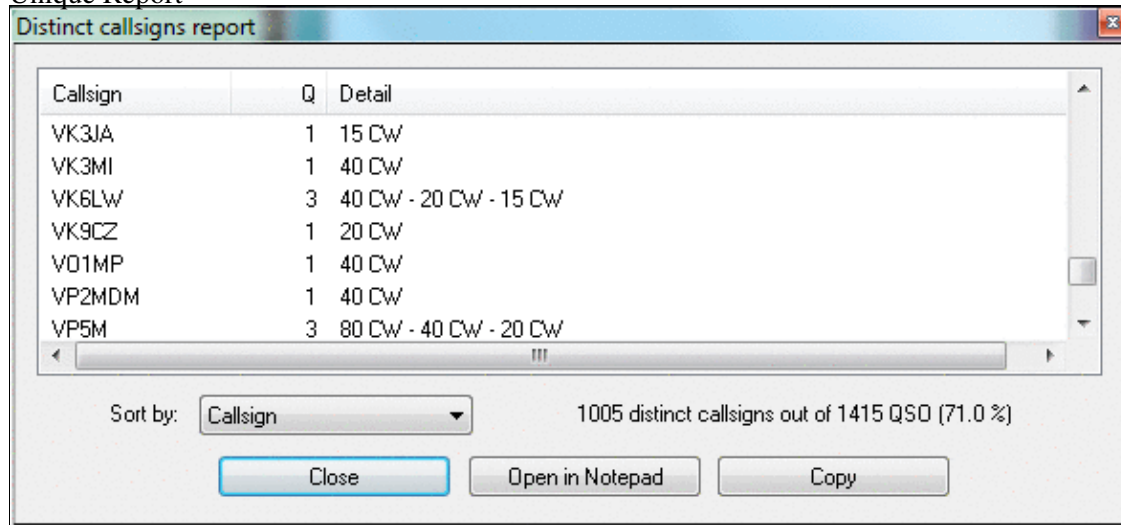 Unique Report
Distinct callsigns report
Callsign Q Detail
VK3JA 1 15 CW
VK3MI 1 40 CW
VK6LW 3 40 CW - 20 CW - 15 CW
VK9CZ 1 20 CW
VO1MP 1 40 CW
VP2MDM 1 40 CW
VP5M 3 80 CW - 40 CW - 20 CW
Sort by: Callsign 1005 distinct callsigns out of 1415 QSO (71.0 %)
Close Open in Notepad Copy